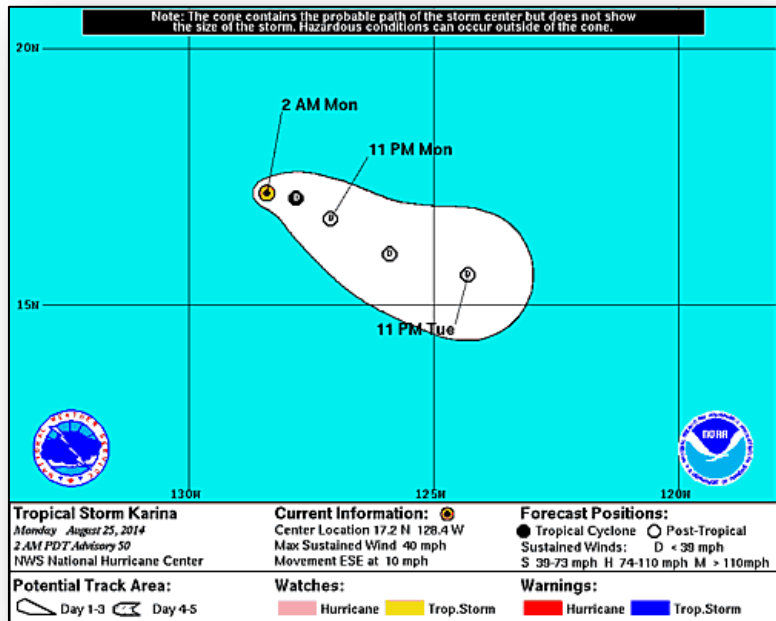 Note: The cone contains the probable path of the storm center but does not show
the size of the storm. Hazardous conditions can occur outside of the cone.
20N
2 AM Mon
11 PM Mon
D
D
D
D
15N
11 PM Tue
NATIONAL WEATHER SERVICE
NOAA
130W
125W
120W
Tropical Storm Karina
Monday August 25, 2014
2 AM PDT Advisory 50
NWS National Hurricane Center
Current Information:
Center Location 17.2 N 128.4 W
Max Sustained Wind 40 mph
Movement ESE at 10 mph
Forecast Positions:
Tropical Cyclone Post-Tropical
Sustained Winds: D < 39 mph
S 39-73 mph H 74-110 mph M > 110mph
Potential Track Area:
Day 1-3 Day 4-5
Watches:
Hurricane Trop.Storm
Warnings:
Hurricane Trop.Storm